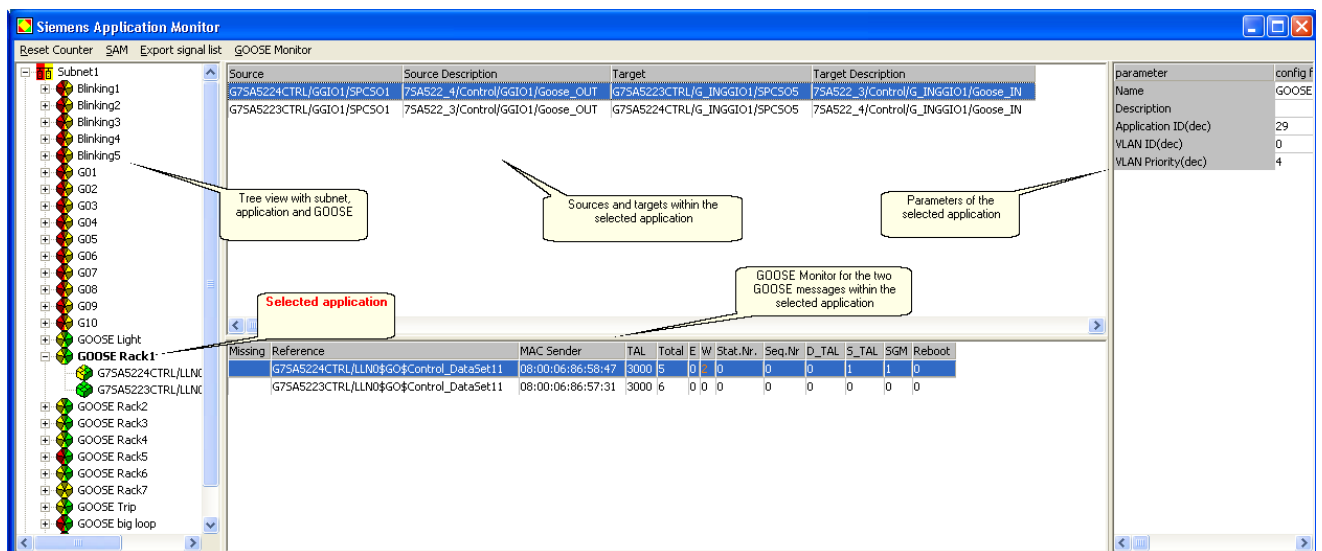 Siemens Application Monitor
Reset Counter SAM Export signal list GOOSE Monitor
Subnet1
Blinking1
Blinking2
Blinking3
Blinking4
Blinking5
G01
G02
G03
G04
G05
G06
G07
G08
G09
G10
GOOSE Light
GOOSE Rack1
G7SA5224CTRL/LLN0
G7SA5223CTRL/LLN0
GOOSE Rack2
GOOSE Rack3
GOOSE Rack4
GOOSE Rack5
GOOSE Rack6
GOOSE Rack7
GOOSE Trip
GOOSE big loop
Source Source Description Target Target Description
G7SA5224CTRL/GGIO1/SPCSO1 7SA522_4/Control/GGIO1/Goose_OUT G7SA5223CTRL/G_INGGIO1/SPCSO5 7SA522_3/Control/G_INGGIO1/Goose_IN
G7SA5223CTRL/GGIO1/SPCSO1 7SA522_3/Control/GGIO1/Goose_OUT G7SA5224CTRL/G_INGGIO1/SPCSO5 7SA522_4/Control/G_INGGIO1/Goose_IN
Tree view with subnet,
application and GOOSE
Sources and targets within the
selected application
Parameters of the
selected application
GOOSE Monitor for the two
GOOSE messages within the
selected application
Selected application
Missing Reference MAC Sender TAL Total E W Stat.Nr. Seq.Nr D_TAL S_TAL SGM Reboot
G7SA5224CTRL/LLN0$GO$Control_DataSet11 08:00:06:86:58:47 3000 5 0 2 0 0 0 1 1 0
G7SA5223CTRL/LLN0$GO$Control_DataSet11 08:00:06:86:57:31 3000 6 0 0 0 0 0 0 0 0
parameter config f
Name GOOSE
Description
Application ID(dec) 29
VLAN ID(dec) 0
VLAN Priority(dec) 4